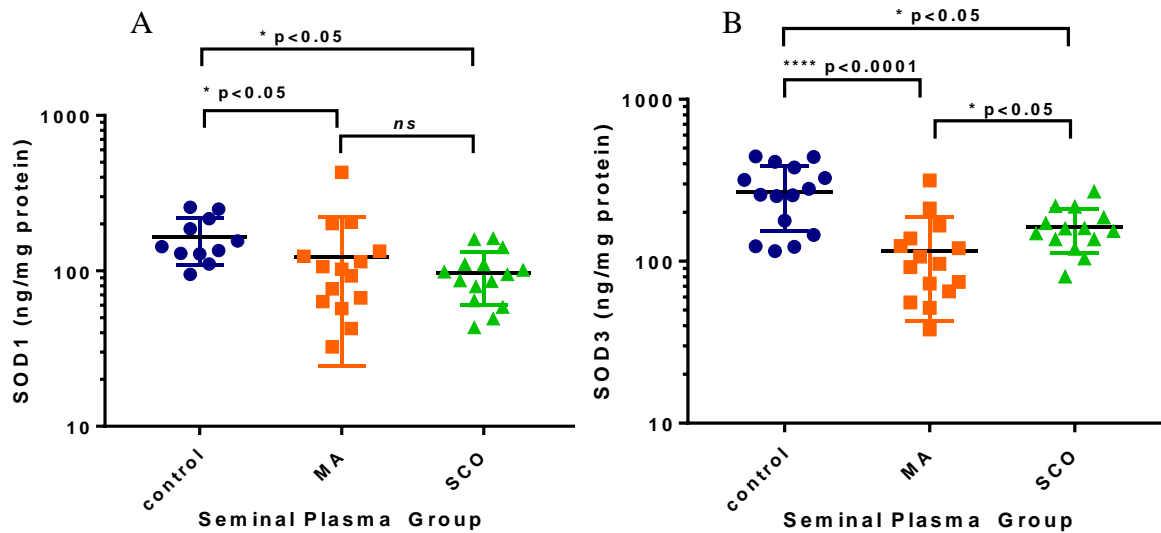 A
* p<0.05
* p<0.05
ns
1000
100
10
SOD1 (ng/mg protein)
control
MA
SCO
Seminal Plasma Group
B
* p<0.05
**** p<0.0001
* p<0.05
1000
100
10
SOD3 (ng/mg protein)
control
MA
SCO
Seminal Plasma Group